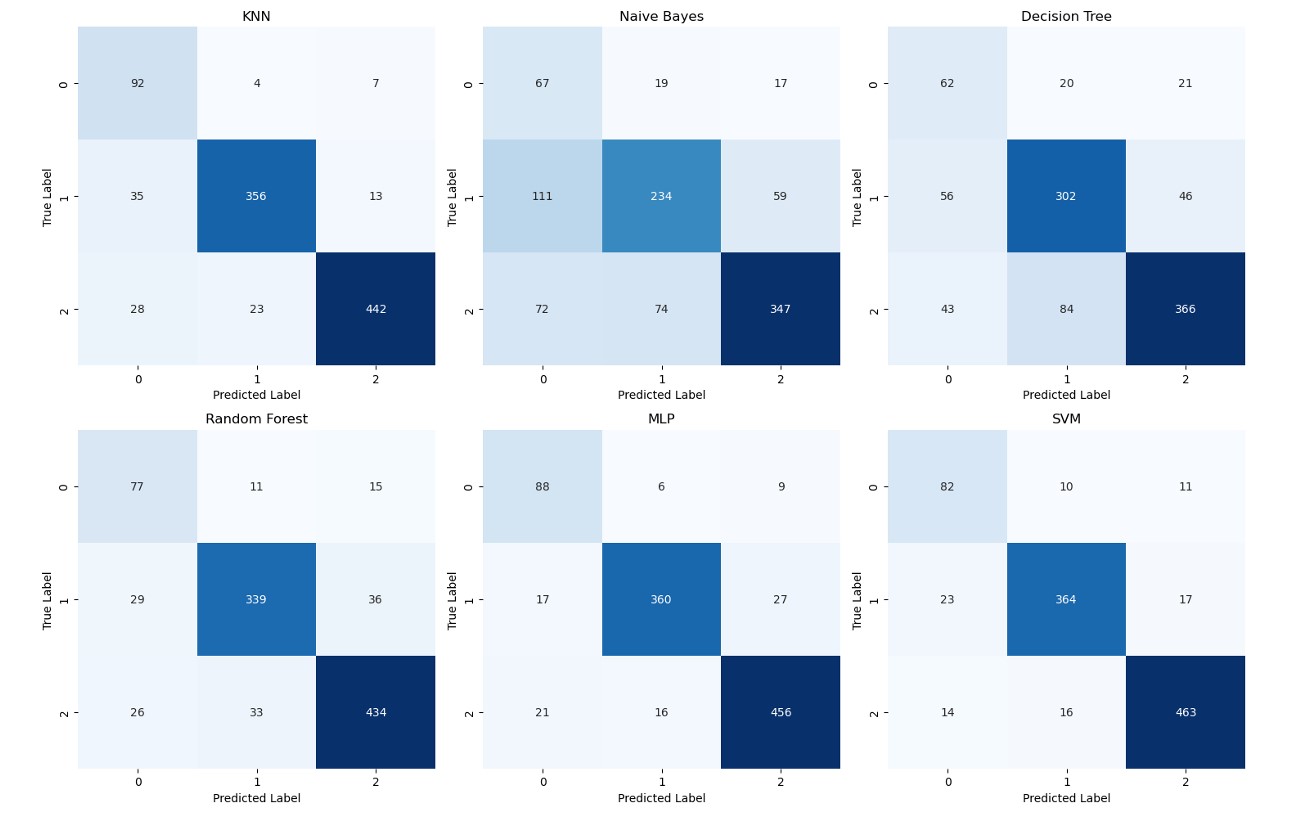 KNN
0 92 4 7
True Label
1 35 356 13
2 28 23 442
0 1 2
Predicted Label
Naive Bayes
0 67 19 17
True Label
1 111 234 59
2 72 74 347
0 1 2
Predicted Label
Decision Tree
0 62 20 21
True Label
1 56 302 46
2 43 84 366
0 1 2
Predicted Label
Random Forest
0 77 11 15
True Label
1 29 339 36
2 26 33 434
0 1 2
Predicted Label
MLP
0 88 6 9
True Label
1 17 360 27
2 21 16 456
0 1 2
Predicted Label
SVM
0 82 10 11
True Label
1 23 364 17
2 14 16 463
0 1 2
Predicted Label